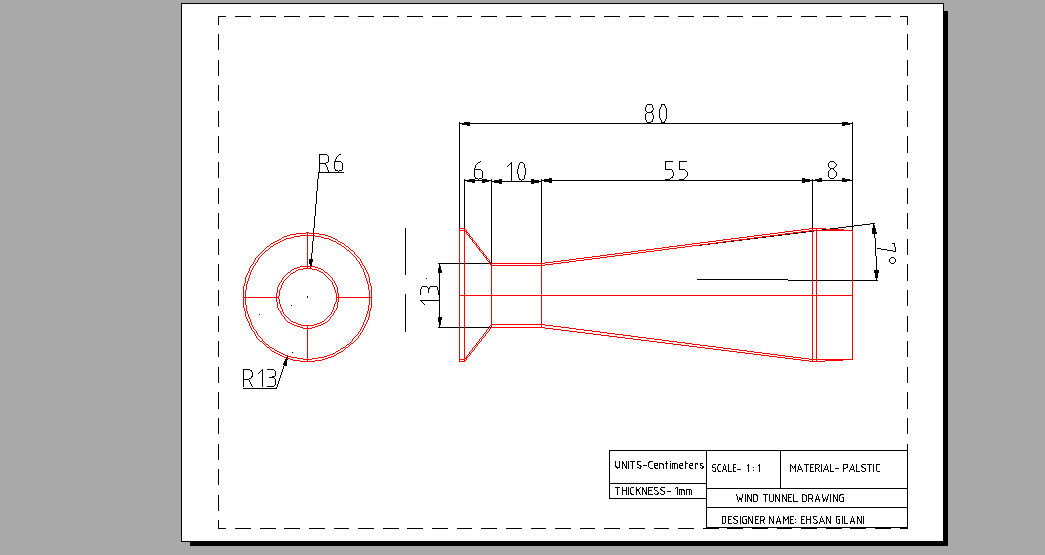 80
6 10 55 8
R6
7°
13
R13
UNITS-Centimeters
SCALE- 1:1
MATERIAL- PALSTIC
THICKNESS- 1mm
WIND TUNNEL DRAWING
DESIGNER NAME: EHSAN GILANI